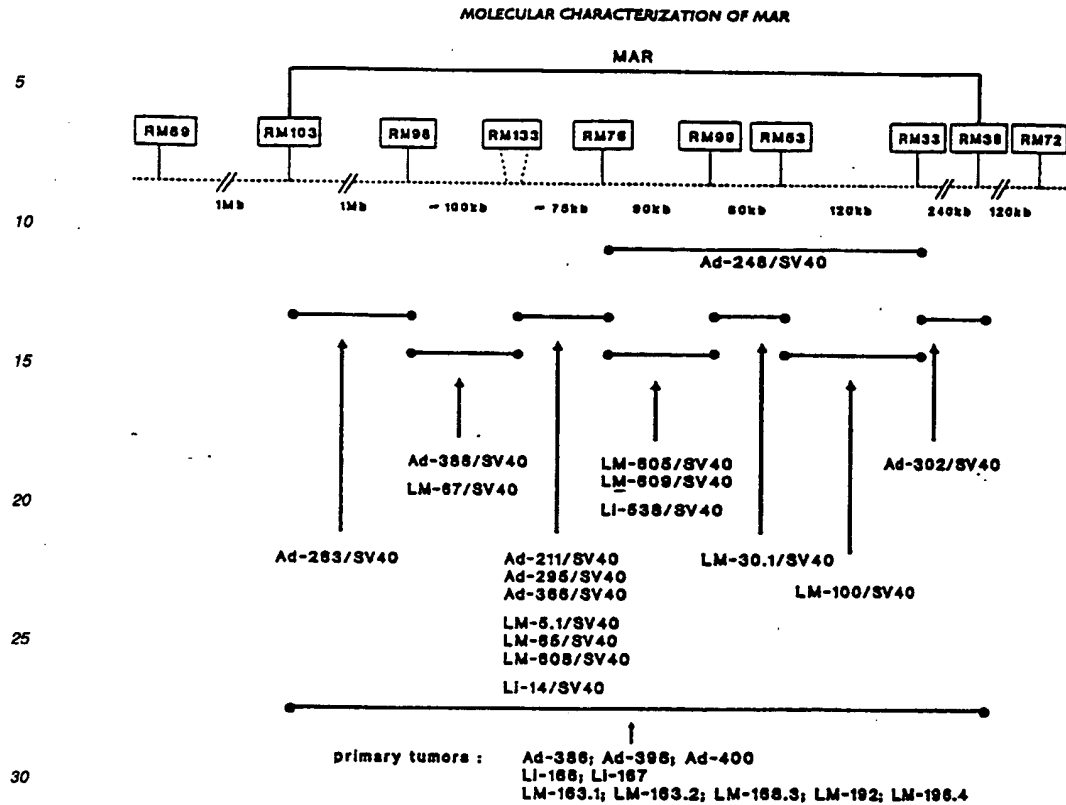 MOLECULAR CHARACTERIZATION OF MAR
MAR
5
RM69 RM103 RM98 RM133 RM76 RM99 RM53 RM33 RM38 RM72
1Mb 1Mb ~100kb ~75kb 90kb 60kb 120kb 240kb 120kb
10
Ad-248/SV40
15
Ad-386/SV40 LM-605/SV40 Ad-302/SV40
LM-67/SV40 LM-609/SV40
20
Li-538/SV40
Ad-263/SV40 Ad-211/SV40 LM-30.1/SV40
Ad-295/SV40
Ad-366/SV40 LM-100/SV40
25
LM-5.1/SV40
LM-65/SV40
LM-608/SV40
Li-14/SV40
primary tumors : Ad-386; Ad-396; Ad-400
30
Li-166; Li-167
LM-163.1; LM-163.2; LM-168.3; LM-192; LM-196.4